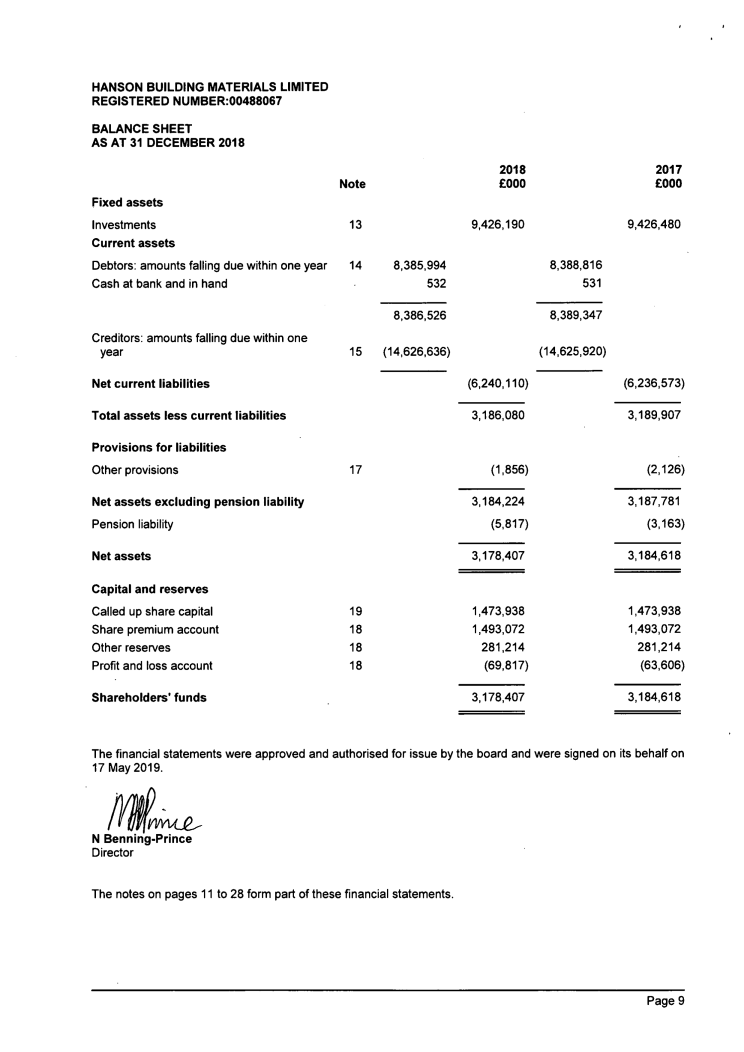 HANSON BUILDING MATERIALS LIMITED
REGISTERED NUMBER:00488067
BALANCE SHEET
AS AT 31 DECEMBER 2018
2018 2017
Note £000 £000
Fixed assets
Investments 13 9,426,190 9,426,480
Current assets
Debtors: amounts falling due within one year 14 8,385,994 8,388,816
Cash at bank and in hand 532 531
8,386,526 8,389,347
Creditors: amounts falling due within one
year 15 (14,626,636) (14,625,920)
Net current liabilities (6,240,110) (6,236,573)
Total assets less current liabilities 3,186,080 3,189,907
Provisions for liabilities
Other provisions 17 (1,856) (2,126)
Net assets excluding pension liability 3,184,224 3,187,781
Pension liability (5,817) (3,163)
Net assets 3,178,407 3,184,618
Capital and reserves
Called up share capital 19 1,473,938 1,473,938
Share premium account 18 1,493,072 1,493,072
Other reserves 18 281,214 281,214
Profit and loss account 18 (69,817) (63,606)
Shareholders' funds 3,178,407 3,184,618
The financial statements were approved and authorised for issue by the board and were signed on its behalf on
17 May 2019.
N Benning-Prince
Director
The notes on pages 11 to 28 form part of these financial statements.
Page 9